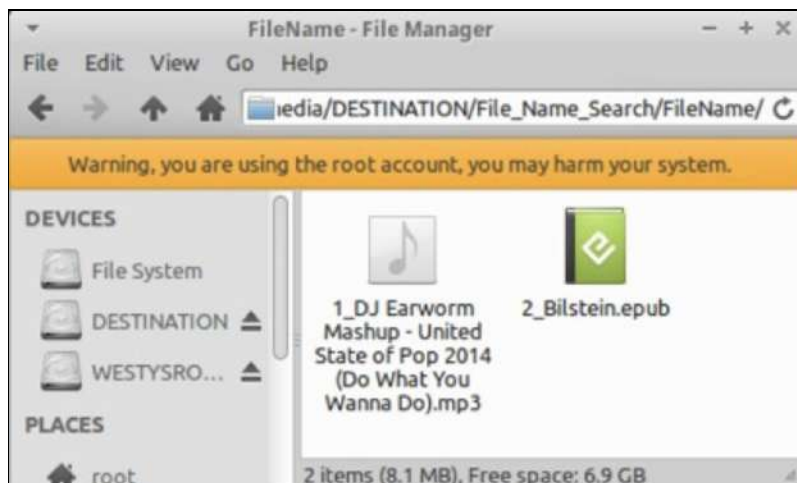 FileName - File Manager
File Edit View Go Help
edia/DESTINATION/File_Name_Search/FileName/
Warning, you are using the root account, you may harm your system.
DEVICES
File System
DESTINATION
WESTYSRO...
PLACES
root
1_DJ Earworm
Mashup - United
State of Pop 2014
(Do What You
Wanna Do).mp3
2_Bilstein.epub
2 items (8.1 MB), Free space: 6.9 GB